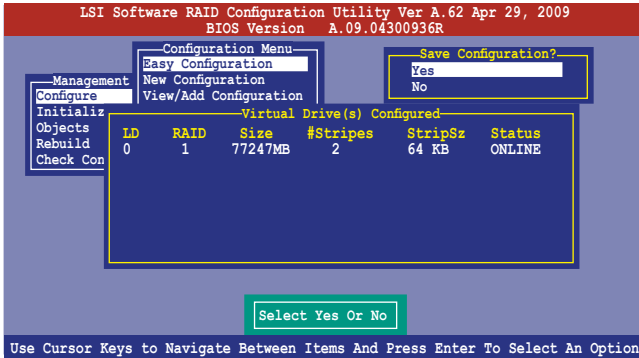 LSI Software RAID Configuration Utility Ver A.62 Apr 29, 2009
BIOS Version A.09.04300936R
Configuration Menu
Easy Configuration
New Configuration
View/Add Configuration
Save Configuration?
Yes
No
Management
Configure
Initializ
Objects
Rebuild
Check Con
Virtual Drive(s) Configured
LD RAID Size #Stripes StripSz Status
0 1 77247MB 2 64 KB ONLINE
Select Yes Or No
Use Cursor Keys to Navigate Between Items And Press Enter To Select An Option